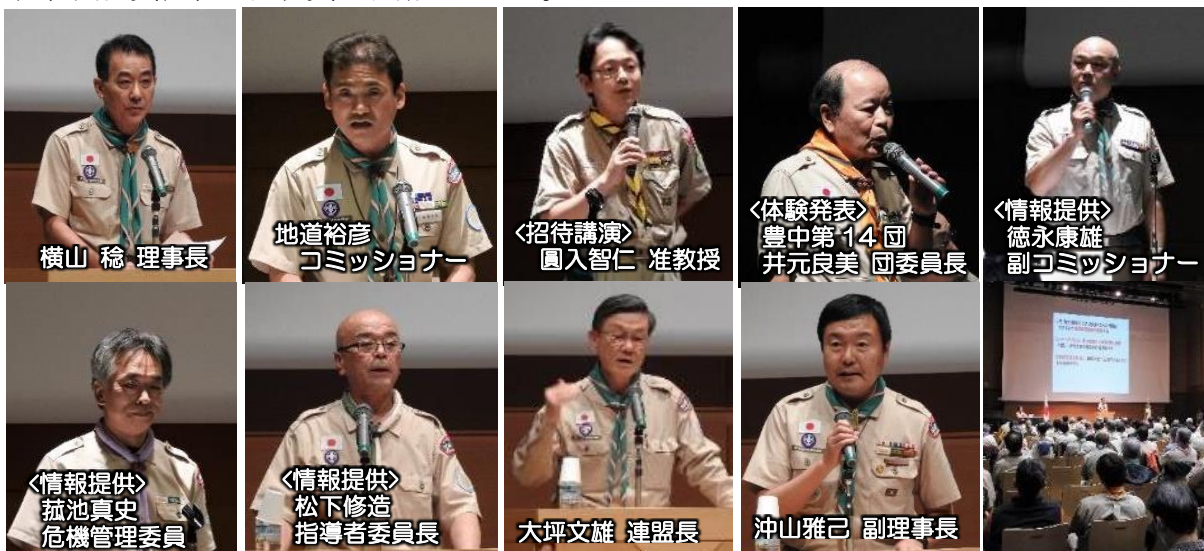 横山 稔 理事長
地道裕彦
コミッショナー
<招待講演>
圓入智仁 准教授
<体験発表>
豊中第14団
井元良美 団委員長
<情報提供>
徳永康雄
副コミッショナー
<情報提供>
菰池真史
危機管理委員
<情報提供>
松下修造
指導者委員長
大坪文雄 連盟長
沖山雅己 副理事長